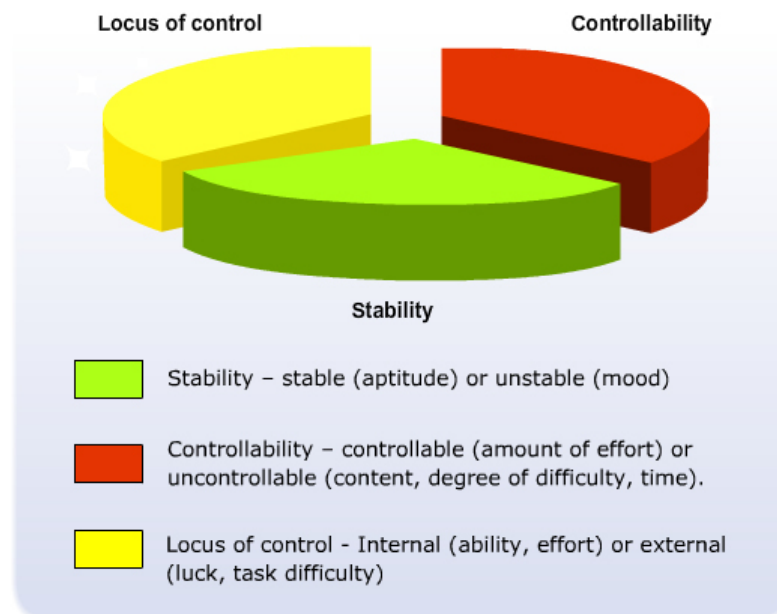 Locus of control
Controllability
Stability
Stability – stable (aptitude) or unstable (mood)
Controllability – controllable (amount of effort) or
uncontrollable (content, degree of difficulty, time).
Locus of control - Internal (ability, effort) or external
(luck, task difficulty)